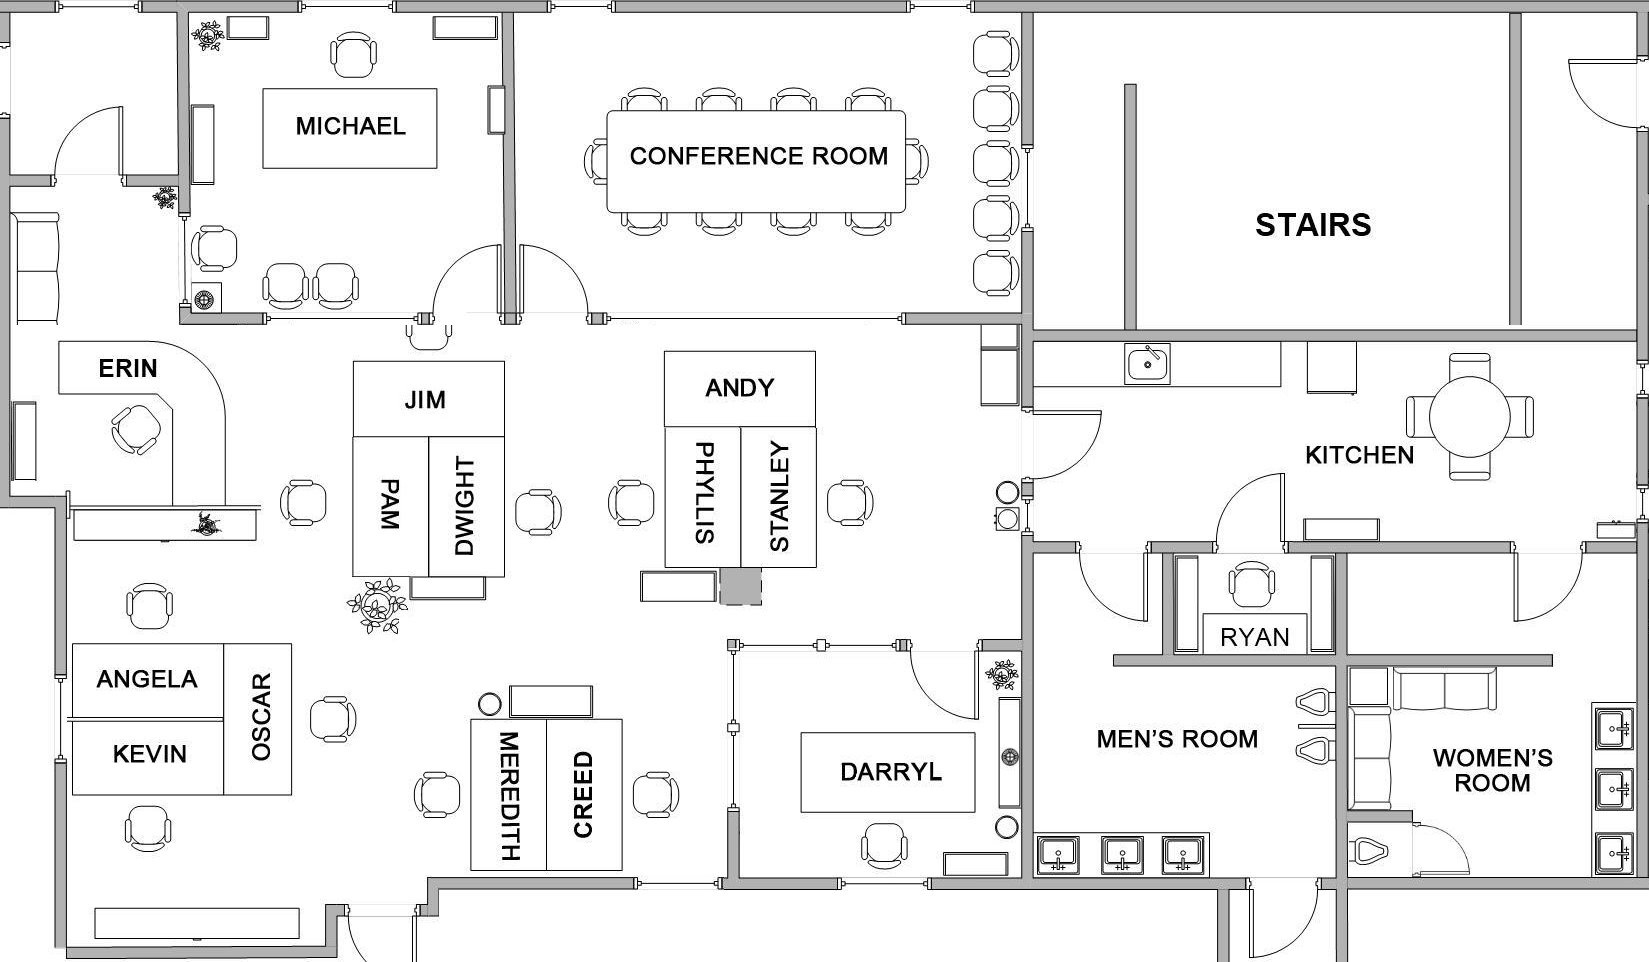 MICHAEL
CONFERENCE ROOM
STAIRS
ERIN
JIM
ANDY
PAM
DWIGHT
PHYLLIS
STANLEY
KITCHEN
RYAN
ANGELA
OSCAR
KEVIN
MEREDITH
CREED
DARRYL
MEN'S ROOM
WOMEN'S
ROOM